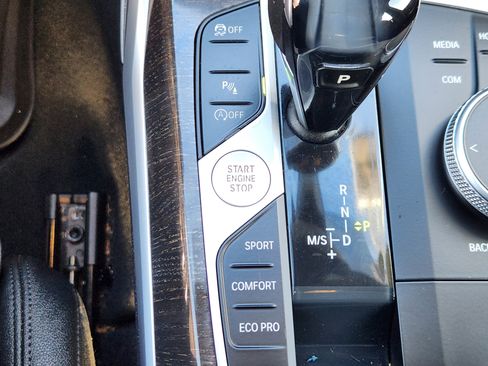 OFF
P
A OFF
START
ENGINE
STOP
SPORT
COMFORT
ECO PRO
P
R
N
M/S
D
P
+
MEDIA
COM